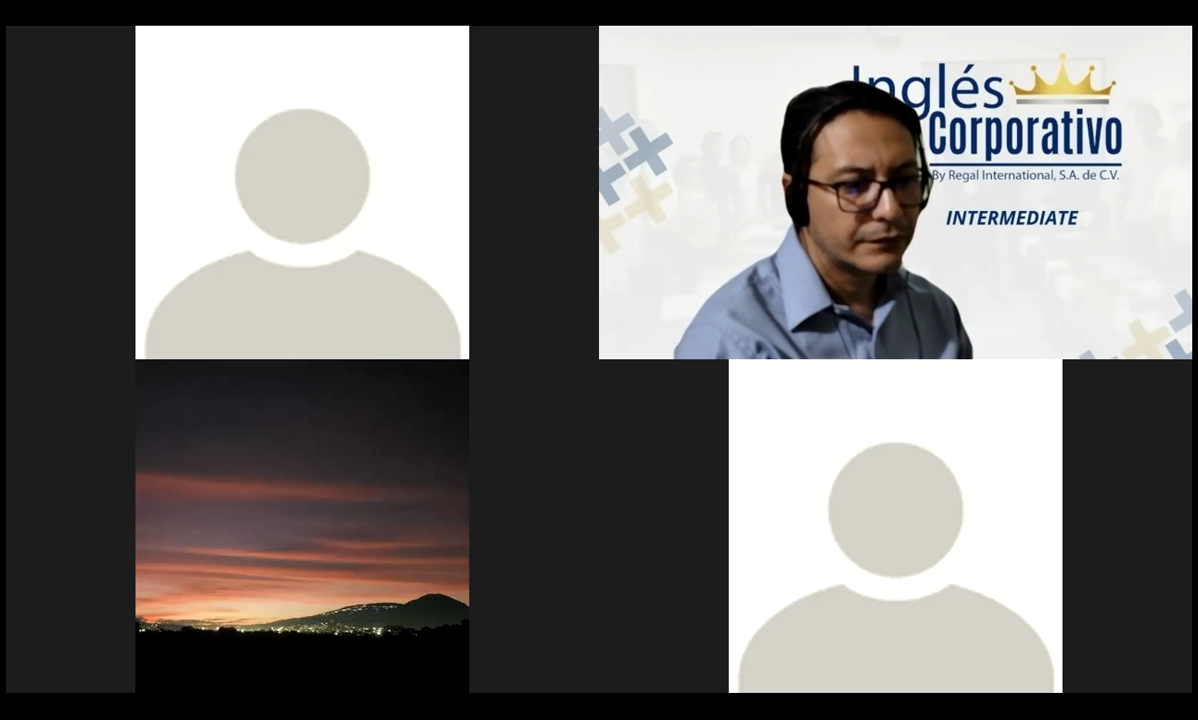 Inglés
Corporativo
By Regal International, S.A. de C.V.
INTERMEDIATE